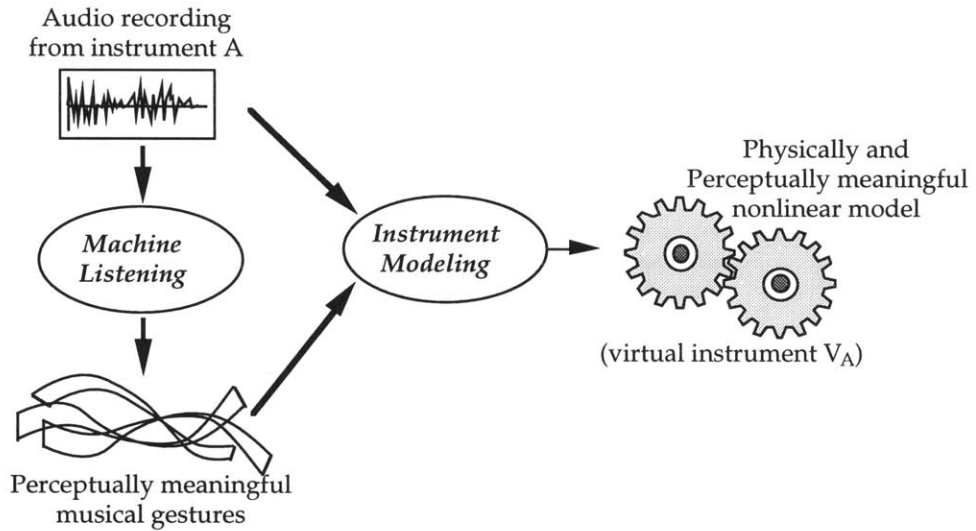 Audio recording
from instrument A
Machine
Listening
Perceptually meaningful
musical gestures
Instrument
Modeling
Physically and
Perceptually meaningful
nonlinear model
(virtual instrument V_A)